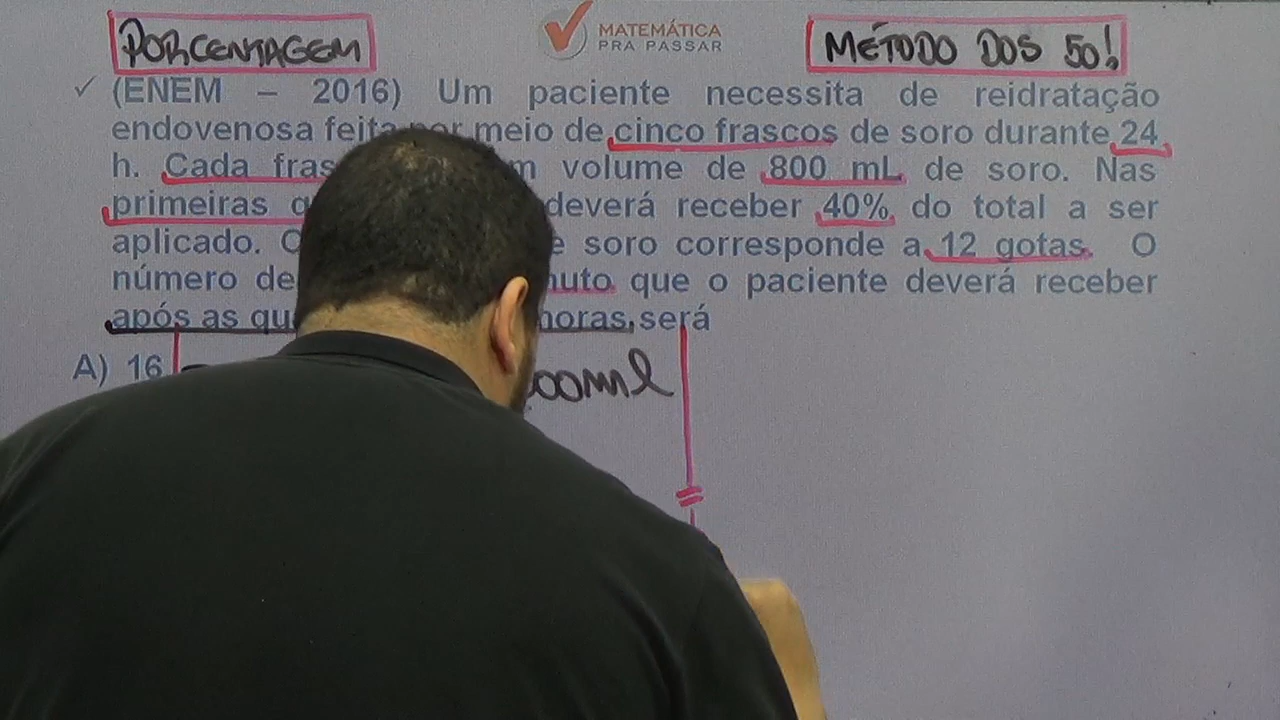 PORCENTAGEM
MATEMÁTICA
PRA PASSAR
MÉTODO DOS 50!
✓ (ENEM – 2016) Um paciente necessita de reidratação
endovenosa feita por meio de cinco frascos de soro durante 24
h. Cada volume de 800 mL de soro. Nas
primeiras deverá receber 40% do total a ser
aplicado. soro corresponde a 12 gotas. O
número de que o paciente deverá receber
após as horas, será
A) 16